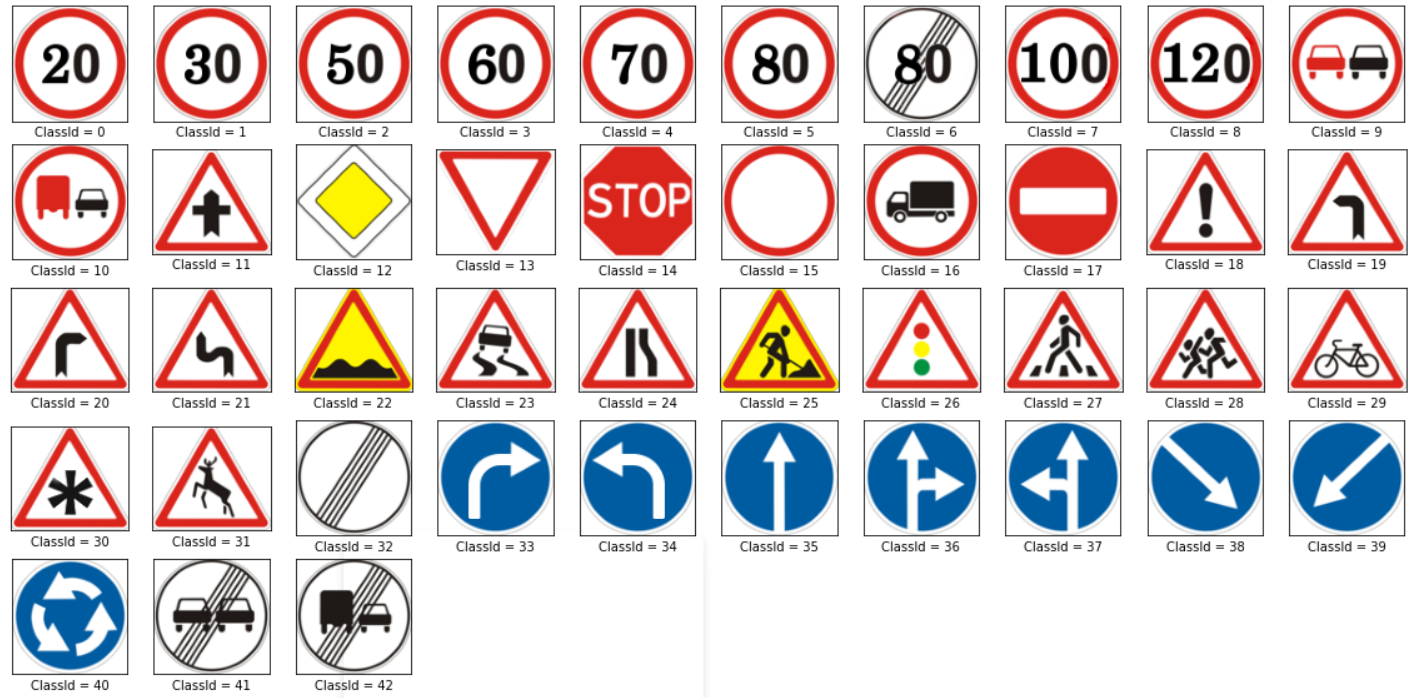 20 30 50 60 70 80 80 100 120
ClassId = 0 ClassId = 1 ClassId = 2 ClassId = 3 ClassId = 4 ClassId = 5 ClassId = 6 ClassId = 7 ClassId = 8 ClassId = 9
STOP
ClassId = 10 ClassId = 11 ClassId = 12 ClassId = 13 ClassId = 14 ClassId = 15 ClassId = 16 ClassId = 17 ClassId = 18 ClassId = 19
ClassId = 20 ClassId = 21 ClassId = 22 ClassId = 23 ClassId = 24 ClassId = 25 ClassId = 26 ClassId = 27 ClassId = 28 ClassId = 29
ClassId = 30 ClassId = 31 ClassId = 32 ClassId = 33 ClassId = 34 ClassId = 35 ClassId = 36 ClassId = 37 ClassId = 38 ClassId = 39
ClassId = 40 ClassId = 41 ClassId = 42